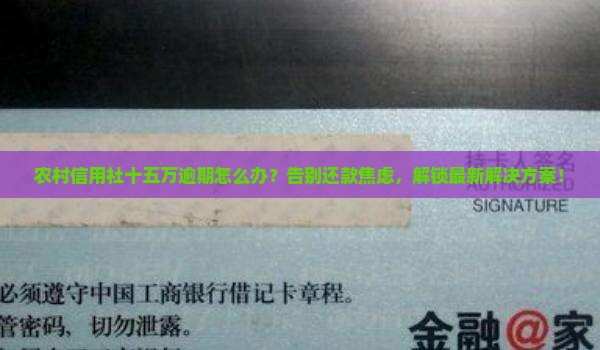 持卡人签名
农村信用社十五万逾期怎么办？告别还款焦虑，解锁最新解决方案！
SIGNATURE
必须遵守中国工商银行借记卡章程。
管密码、切勿泄露。
金融@家